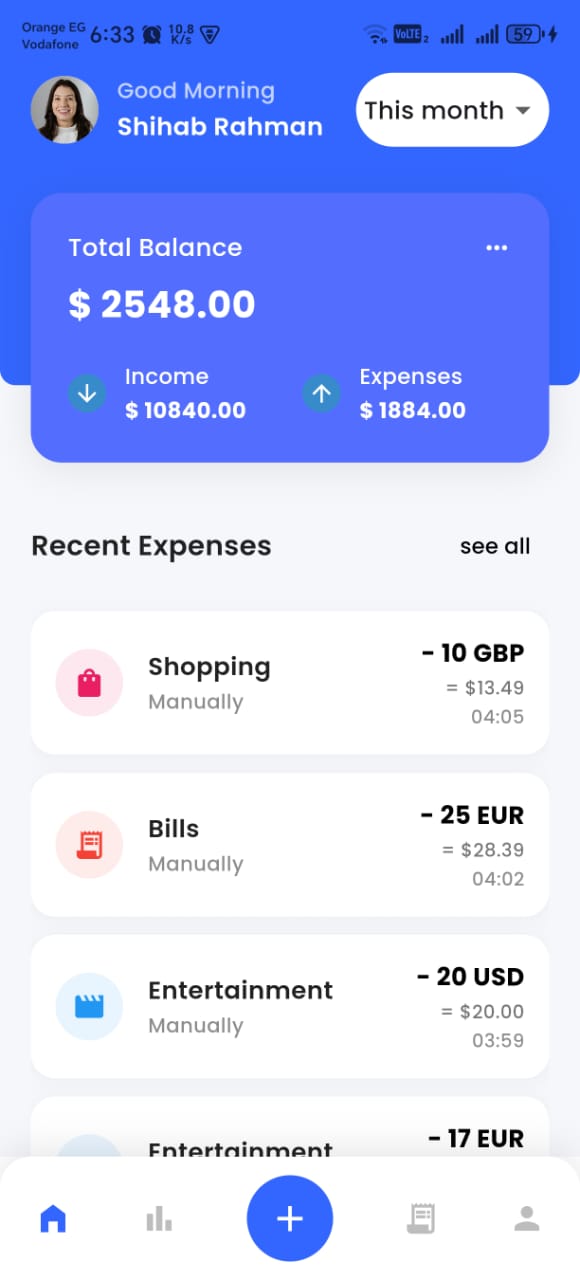 Orange EG
Vodafone
6:33
10.8
K/s
VoLTE 2
59
Good Morning
Shihab Rahman
This month
Total Balance
$ 2548.00
Income
$ 10840.00
Expenses
$ 1884.00
Recent Expenses
see all
Shopping
Manually
- 10 GBP
= $13.49
04:05
Bills
Manually
- 25 EUR
= $28.39
04:02
Entertainment
Manually
- 20 USD
= $20.00
03:59
Entertainment
- 17 EUR